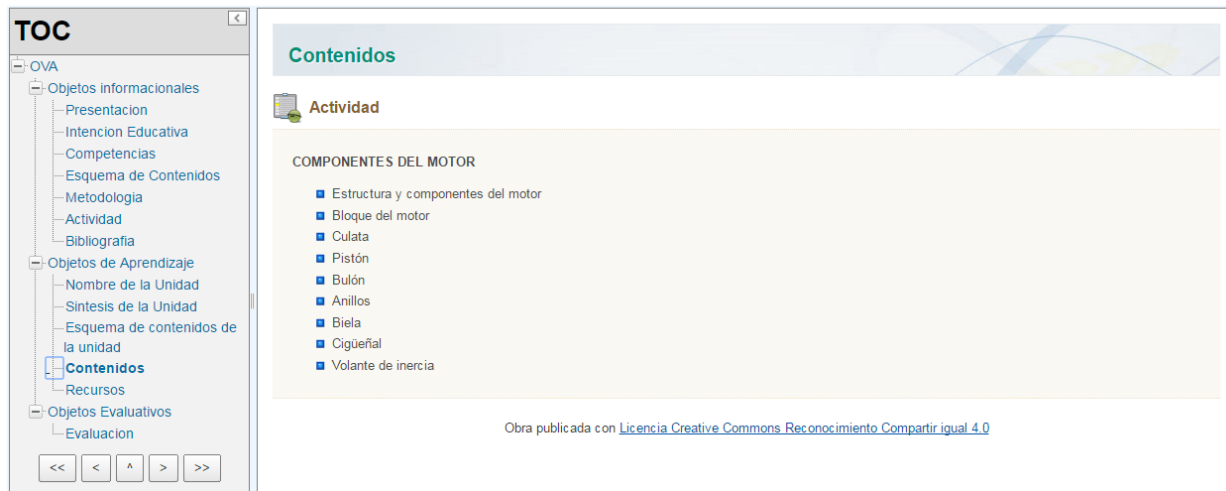 TOC
<
OVA
Objetos informacionales
Presentacion
Intencion Educativa
Competencias
Esquema de Contenidos
Metodologia
Actividad
Bibliografia
Objetos de Aprendizaje
Nombre de la Unidad
Sintesis de la Unidad
Esquema de contenidos de
la unidad
Contenidos
Recursos
Objetos Evaluativos
Evaluacion
<< < ^ > >>
Contenidos
Actividad
COMPONENTES DEL MOTOR
Estructura y componentes del motor
Bloque del motor
Culata
Pistón
Bulón
Anillos
Biela
Cigüeñal
Volante de inercia
Obra publicada con Licencia Creative Commons Reconocimiento Compartir igual 4.0